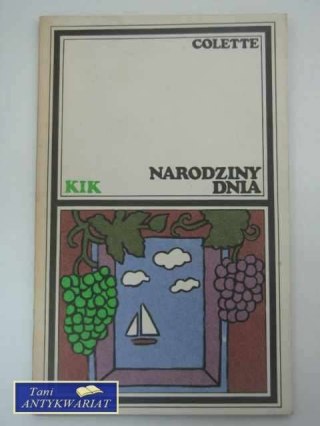 COLETTE
KIK
NARODZINY
DNIA
Tani
ANTYKWARIAT